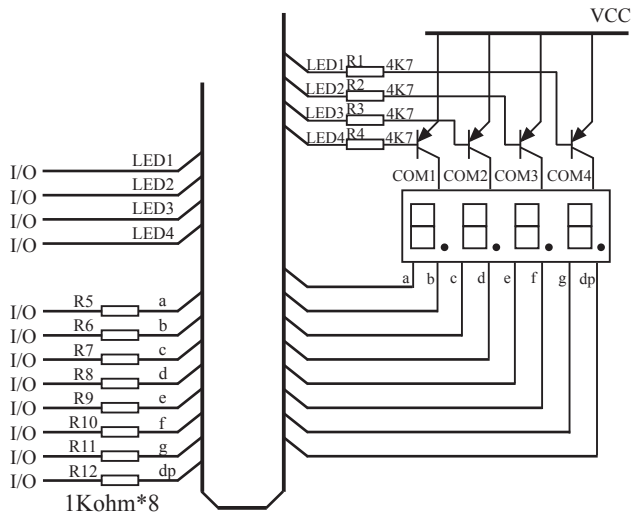 VCC
LED1 R1 4K7
LED2 R2 4K7
LED3 R3 4K7
LED4 R4 4K7
COM1 COM2 COM3 COM4
I/O LED1
I/O LED2
I/O LED3
I/O LED4
a b c d e f g dp
I/O R5 a
I/O R6 b
I/O R7 c
I/O R8 d
I/O R9 e
I/O R10 f
I/O R11 g
I/O R12 dp
1Kohm*8